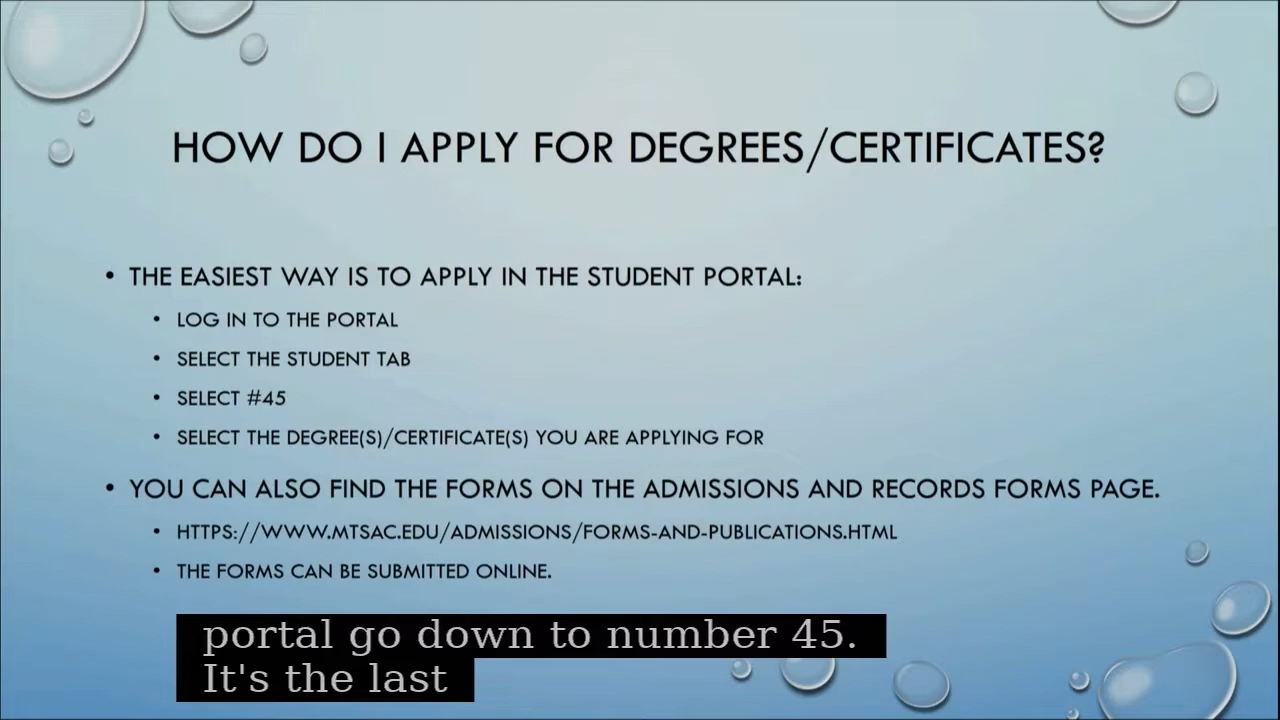 HOW DO I APPLY FOR DEGREES/CERTIFICATES?
• THE EASIEST WAY IS TO APPLY IN THE STUDENT PORTAL:
• LOG IN TO THE PORTAL
• SELECT THE STUDENT TAB
• SELECT #45
• SELECT THE DEGREE(S)/CERTIFICATE(S) YOU ARE APPLYING FOR
• YOU CAN ALSO FIND THE FORMS ON THE ADMISSIONS AND RECORDS FORMS PAGE.
• HTTPS://WWW.MTSAC.EDU/ADMISSIONS/FORMS-AND-PUBLICATIONS.HTML
• THE FORMS CAN BE SUBMITTED ONLINE.
portal go down to number 45.
It's the last